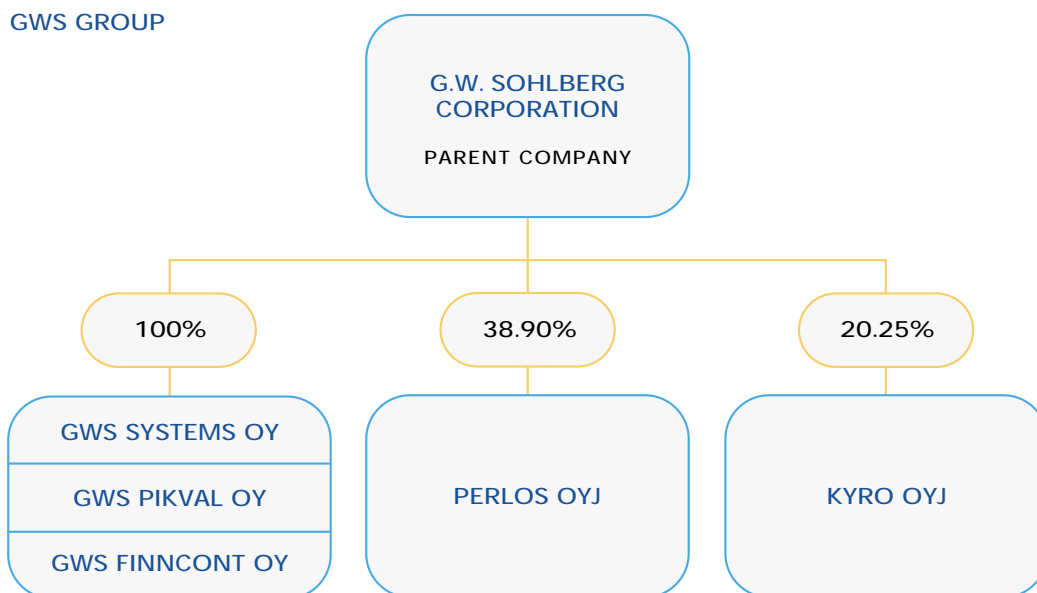 GWS GROUP
G.W. SOHLBERG
CORPORATION
PARENT COMPANY
100%
38.90%
20.25%
GWS SYSTEMS OY
GWS PIKVAL OY
GWS FINNCONT OY
PERLOS OYJ
KYRO OYJ